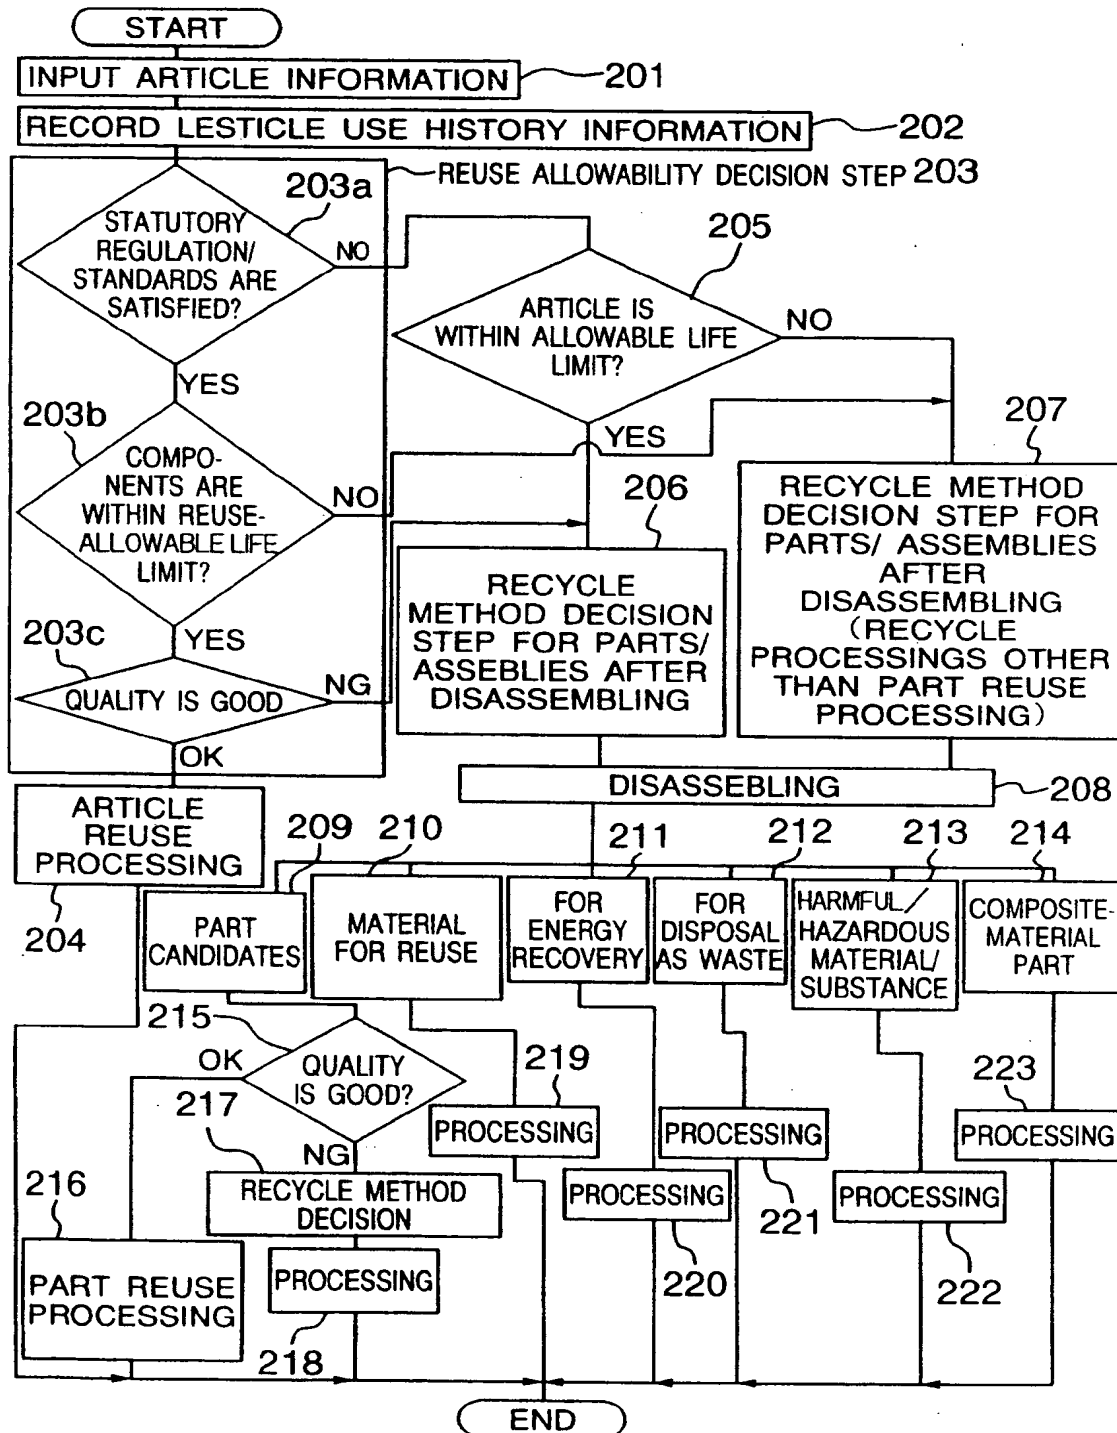 START
INPUT ARTICLE INFORMATION
201
RECORD LESTICLE USE HISTORY INFORMATION
202
REUSE ALLOWABILITY DECISION STEP 203
203a
STATUTORY
REGULATION/
STANDARDS ARE
SATISFIED?
NO
YES
205
ARTICLE IS
WITHIN ALLOWABLE LIFE
LIMIT?
NO
YES
203b
COMPO-
NENTS ARE
WITHIN REUSE-
ALLOWABLE LIFE
LIMIT?
NO
YES
203c
QUALITY IS GOOD
NG
OK
206
RECYCLE
METHOD DECISION
STEP FOR PARTS/
ASSEBLIES AFTER
DISASSEMBLING
207
RECYCLE METHOD
DECISION STEP FOR
PARTS/ ASSEMBLIES
AFTER
DISASSEMBLING
(RECYCLE
PROCESSINGS OTHER
THAN PART REUSE
PROCESSING)
DISASSEBLING
208
ARTICLE
REUSE
PROCESSING
204
209
PART
CANDIDATES
210
MATERIAL
FOR REUSE
211
FOR
ENERGY
RECOVERY
212
FOR
DISPOSAL
AS WASTE
213
HARMFUL/
HAZARDOUS
MATERIAL/
SUBSTANCE
214
COMPOSITE-
MATERIAL
PART
215
QUALITY
IS GOOD?
OK
NG
217
RECYCLE METHOD
DECISION
216
PART REUSE
PROCESSING
PROCESSING
218
219
PROCESSING
PROCESSING
220
PROCESSING
221
PROCESSING
222
223
PROCESSING
END